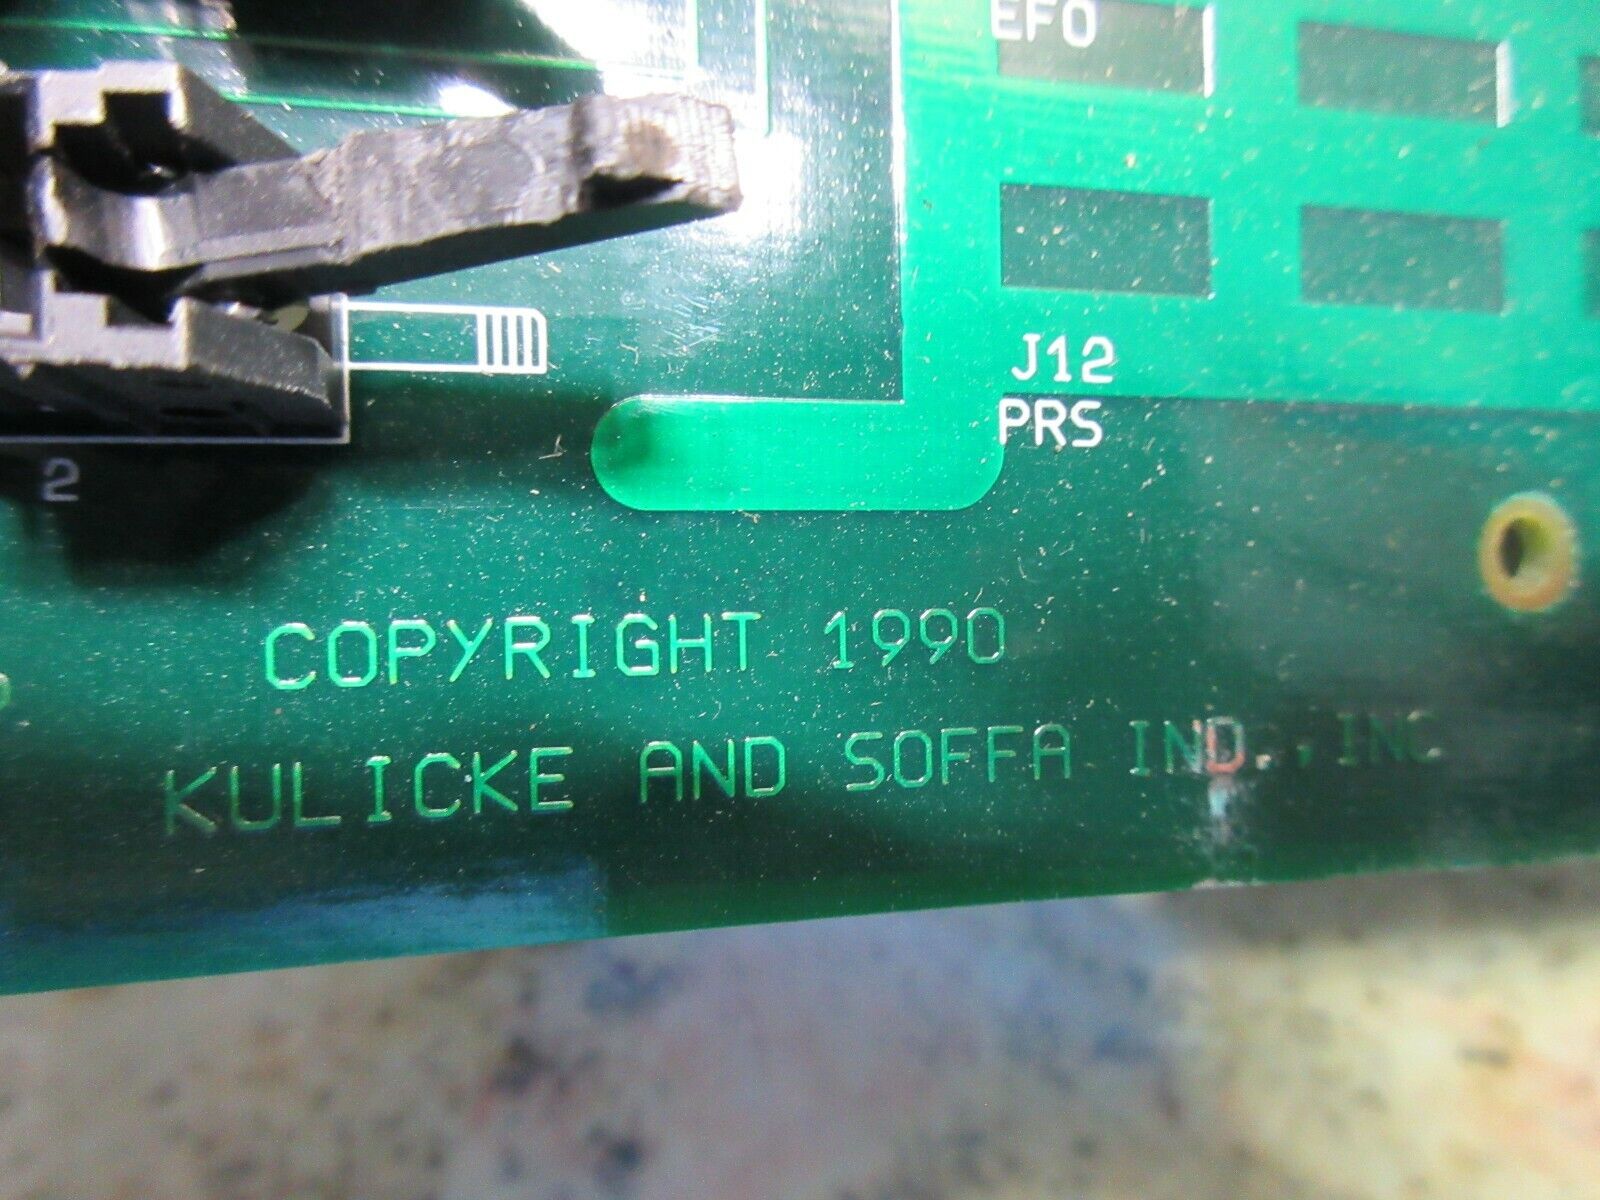 EFO
J12
PRS
2
COPYRIGHT 1990
KULICKE AND SOFFA IND.,INC